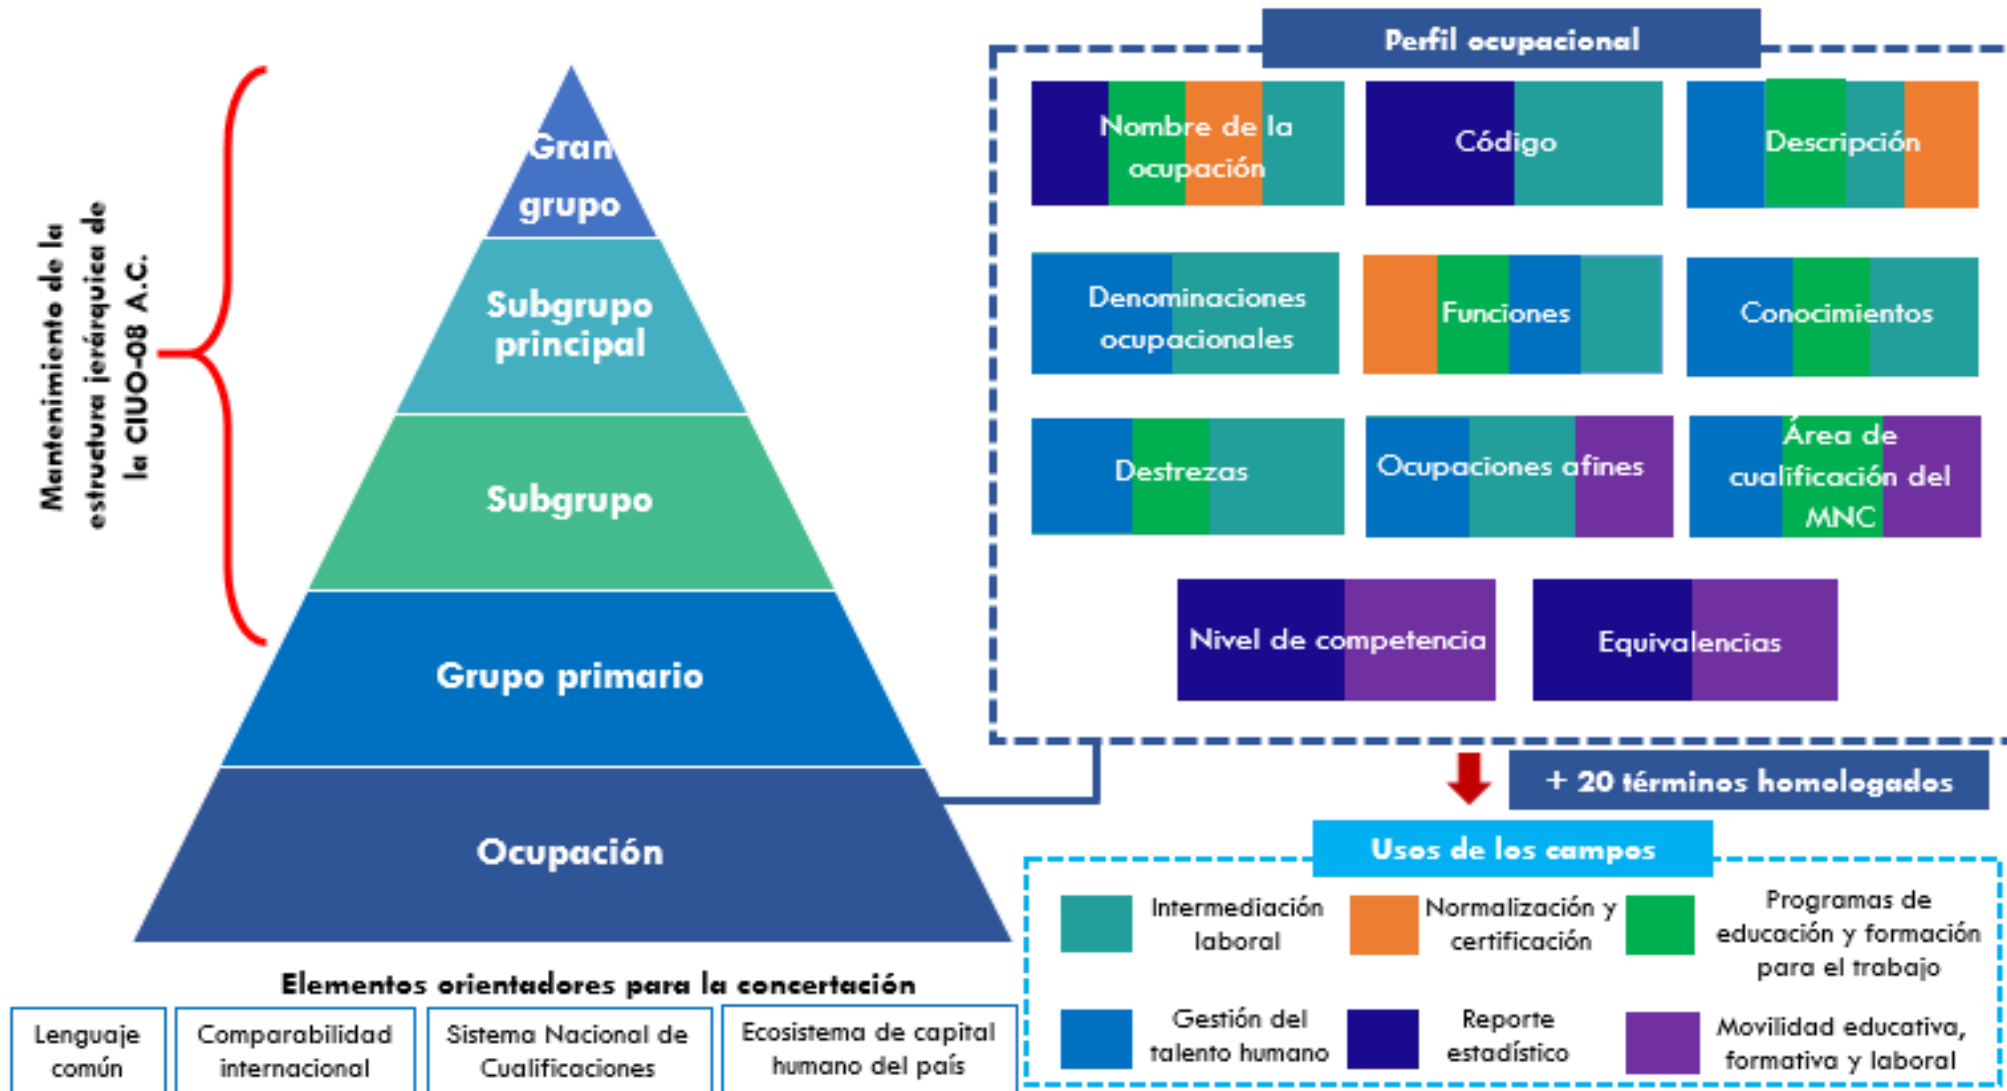 Mantenimiento de la
estructura jerárquica de
la CIUO-08 A.C.
Gran
grupo
Subgrupo
principal
Subgrupo
Grupo primario
Ocupación
Elementos orientadores para la concertación
Lenguaje
común
Comparabilidad
internacional
Sistema Nacional de
Cualificaciones
Ecosistema de capital
humano del país
Perfil ocupacional
Nombre de la
ocupación
Código
Descripción
Denominaciones
ocupacionales
Funciones
Conocimientos
Destrezas
Ocupaciones afines
Área de
cualificación del
MNC
Nivel de competencia
Equivalencias
+ 20 términos homologados
Usos de los campos
Intermediación
laboral
Normalización y
certificación
Programas de
educación y formación
para el trabajo
Gestión del
talento humano
Reporte
estadístico
Movilidad educativa,
formativa y laboral